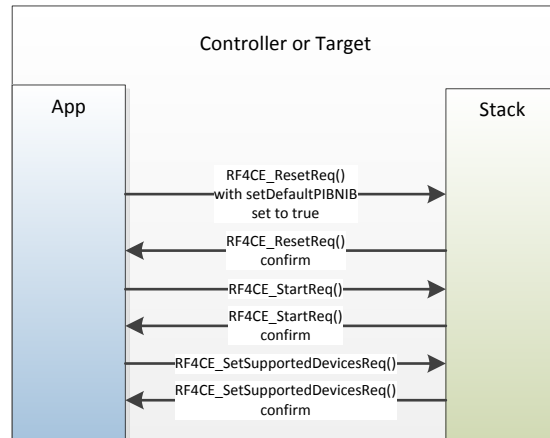 Controller or Target
App
Stack
RF4CE_ResetReq()
with setDefaultPIBNIB
set to true
RF4CE_ResetReq()
confirm
RF4CE_StartReq()
RF4CE_StartReq()
confirm
RF4CE_SetSupportedDevicesReq()
RF4CE_SetSupportedDevicesReq()
confirm